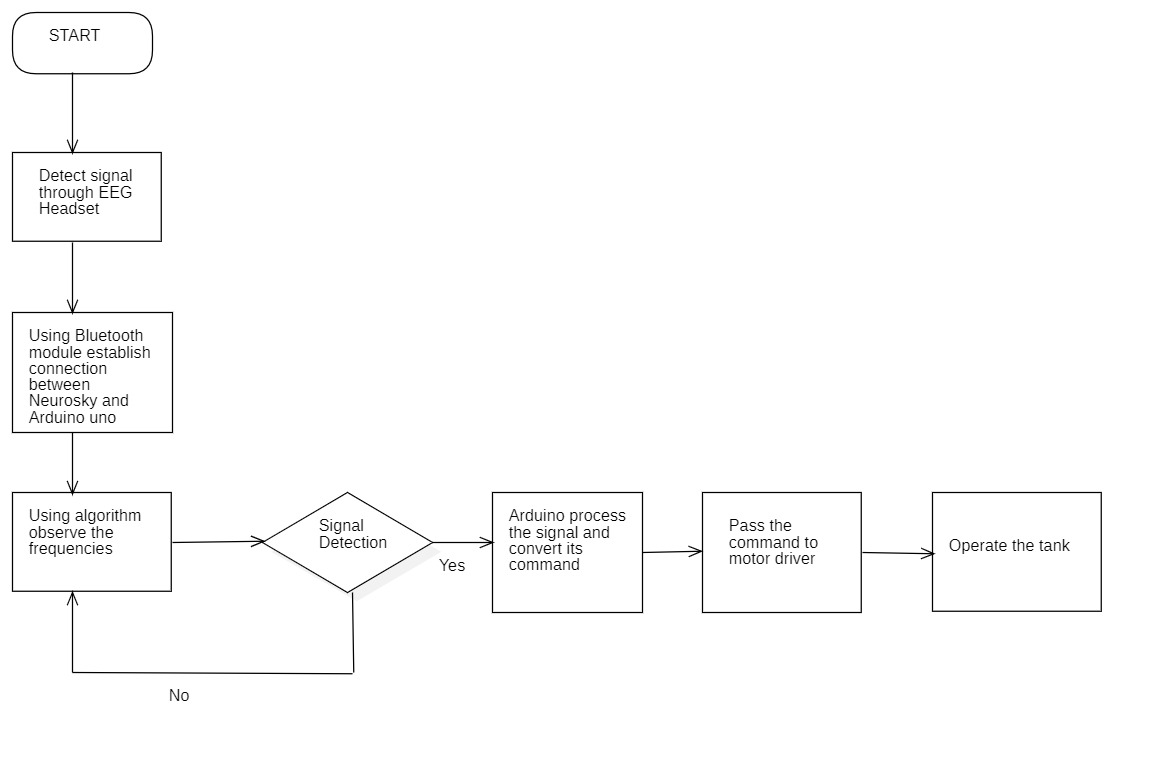 START
Detect signal
through EEG
Headset
Using Bluetooth
module establish
connection
between
Neurosky and
Arduino uno
Using algorithm
observe the
frequencies
Signal
Detection
Yes
No
Arduino process
the signal and
convert its
command
Pass the
command to
motor driver
Operate the tank